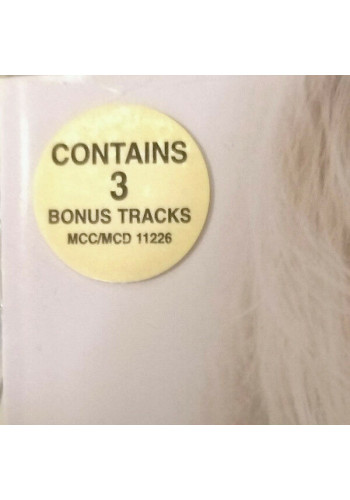 CONTAINS
3
BONUS TRACKS
MCC/MCD 11226